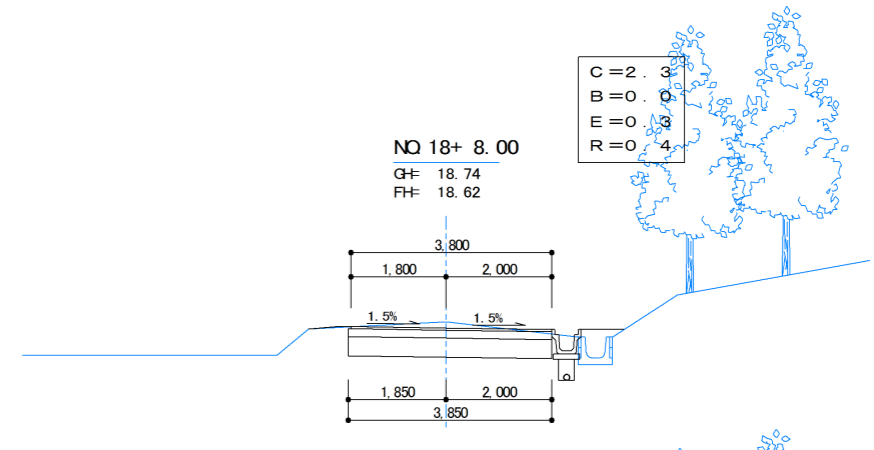 C=2.3
B=0.0
E=0.3
R=0.4
NO.18+ 8.00
GH= 18.74
FH= 18.62
3,800
1,800 2,000
1.5% 1.5%
1,850 2,000
3,850